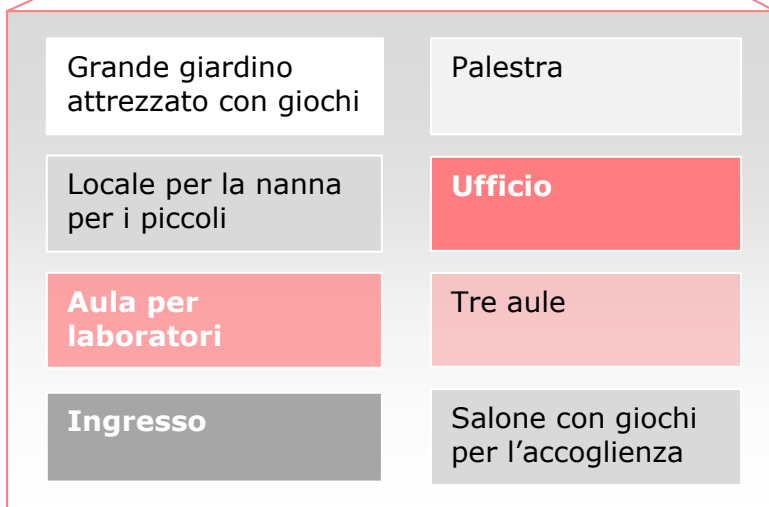 Grande giardino
attrezzato con giochi
Palestra
Locale per la nanna
per i piccoli
Ufficio
Aula per
laboratori
Tre aule
Ingresso
Salone con giochi
per l’accoglienza